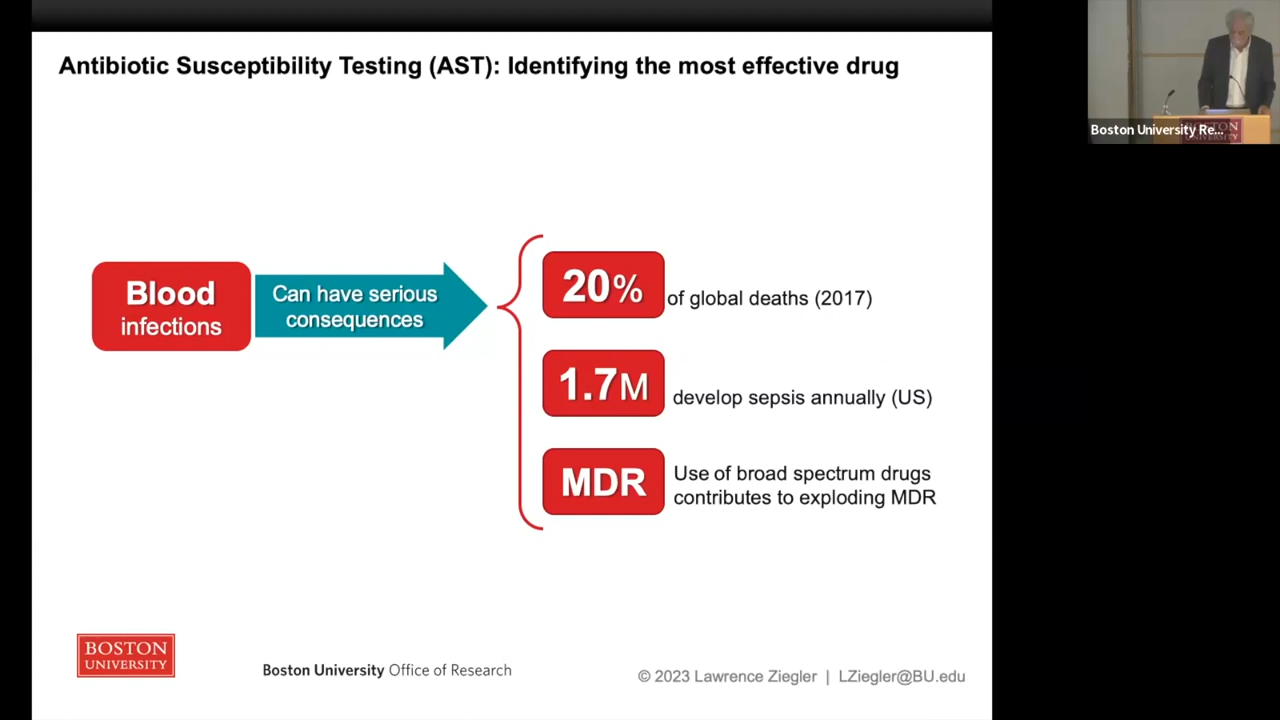 Antibiotic Susceptibility Testing (AST): Identifying the most effective drug
Boston University Re...
BOSTON
UNIVERSITY
Blood
infections
Can have serious
consequences
20%
of global deaths (2017)
1.7M
develop sepsis annually (US)
MDR
Use of broad spectrum drugs
contributes to exploding MDR
BOSTON
UNIVERSITY
Boston University Office of Research
© 2023 Lawrence Ziegler | LZiegler@BU.edu